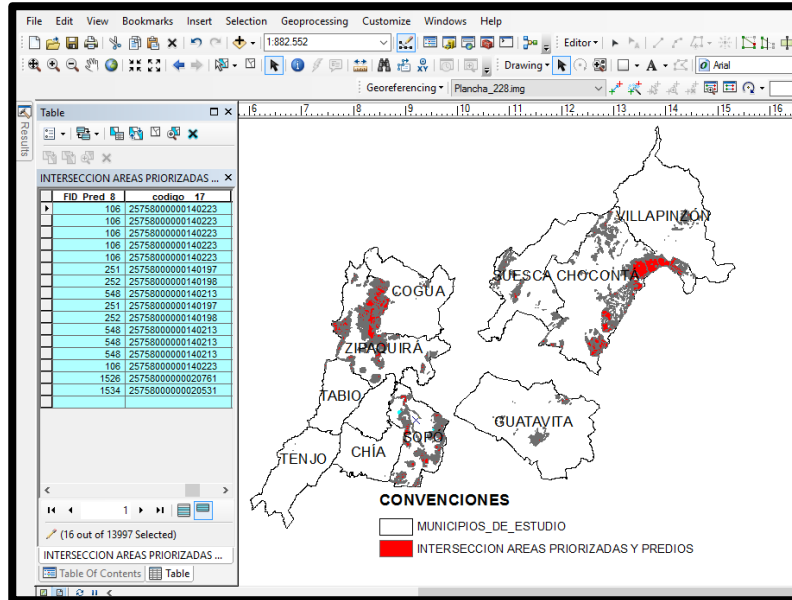 File Edit View Bookmarks Insert Selection Geoprocessing Customize Windows Help
1:882.552
Editor
Drawing
Arial
Georeferencing Plancha_228.img
Results
Table
INTERSECCION AREAS PRIORIZADAS ...
FID_Pred_8 codigo_17
106 25758000000140223
106 25758000000140223
106 25758000000140223
106 25758000000140223
106 25758000000140223
251 25758000000140197
252 25758000000140198
548 25758000000140213
251 25758000000140197
252 25758000000140198
548 25758000000140213
548 25758000000140213
548 25758000000140213
106 25758000000140223
1526 25758000000020761
1534 25758000000020531
1
(16 out of 13997 Selected)
INTERSECCION AREAS PRIORIZADAS ...
Table Of Contents Table
6 7 8 9 10 11 12 13 14 15 16
VILLAPINZÓN
SUESCA CHOCONTÁ
COGUA
ZIPAQUIRÁ
TABIO
GUATAVITA
SOPÓ
CHÍA
TENJO
CONVENCIONES
MUNICIPIOS_DE_ESTUDIO
INTERSECCION AREAS PRIORIZADAS Y PREDIOS